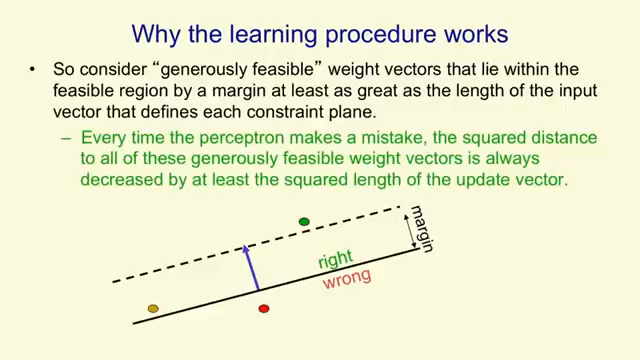 Why the learning procedure works
• So consider “generously feasible” weight vectors that lie within the
feasible region by a margin at least as great as the length of the input
vector that defines each constraint plane.
– Every time the perceptron makes a mistake, the squared distance
to all of these generously feasible weight vectors is always
decreased by at least the squared length of the update vector.
margin
right
wrong